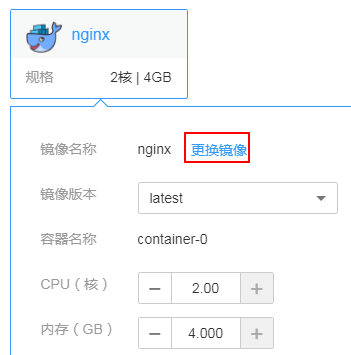 nginx
规格 2核 | 4GB
镜像名称 nginx 更换镜像
镜像版本 latest
容器名称 container-0
CPU（核） − 2.00 +
内存（GB） − 4.000 +